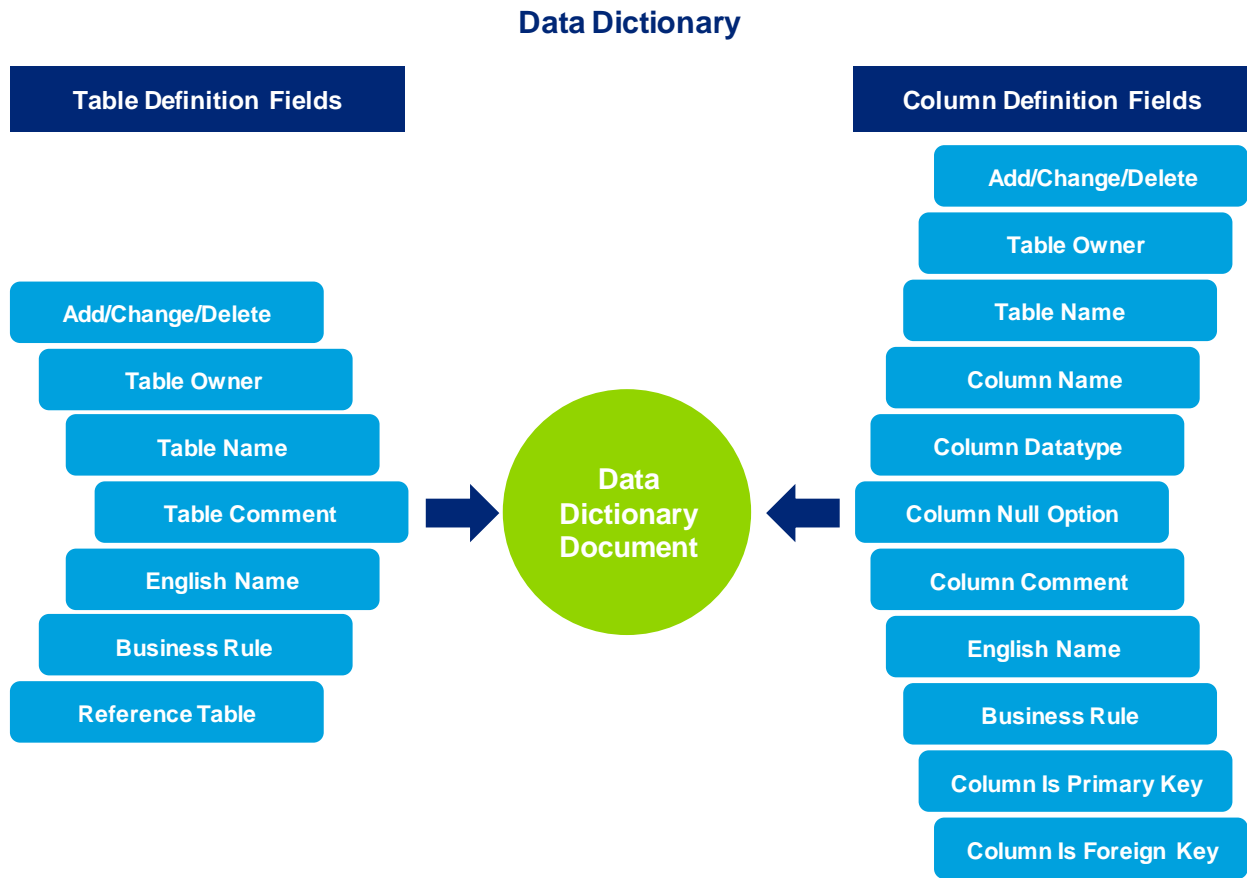 Data Dictionary
Table Definition Fields
Add/Change/Delete
Table Owner
Table Name
Table Comment
English Name
Business Rule
Reference Table
Data
Dictionary
Document
Column Definition Fields
Add/Change/Delete
Table Owner
Table Name
Column Name
Column Datatype
Column Null Option
Column Comment
English Name
Business Rule
Column Is Primary Key
Column Is Foreign Key